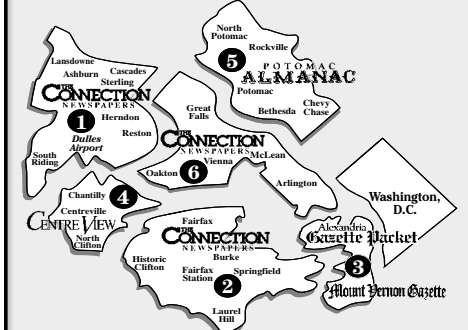 North
Potomac
Rockville
5
POTOMAC
ALMANAC
Potomac
Bethesda
Chevy
Chase
Lansdowne
Ashburn
Cascades
Sterling
THE
CONNECTION
NEWSPAPERS
1
Herndon
Reston
Dulles
Airport
South
Riding
Great
Falls
THE
CONNECTION
NEWSPAPERS
Vienna
McLean
Oakton
6
Arlington
Chantilly
4
Centreville
CENTRE VIEW
North
Clifton
Fairfax
THE
CONNECTION
NEWSPAPERS
Burke
Historic
Clifton
Fairfax
Station
Springfield
2
Laurel
Hill
Washington,
D.C.
Alexandria
Gazette Packet
3
Mount Vernon Gazette